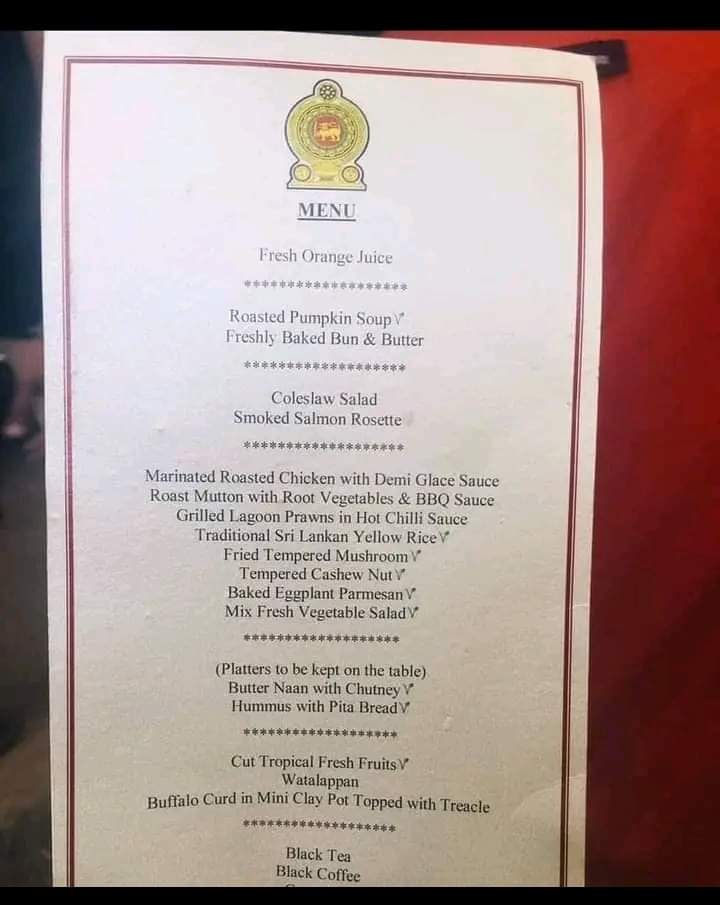 MENU
Fresh Orange Juice
*******************
Roasted Pumpkin Soup V
Freshly Baked Bun & Butter
*******************
Coleslaw Salad
Smoked Salmon Rosette
*******************
Marinated Roasted Chicken with Demi Glace Sauce
Roast Mutton with Root Vegetables & BBQ Sauce
Grilled Lagoon Prawns in Hot Chilli Sauce
Traditional Sri Lankan Yellow Rice V
Fried Tempered Mushroom V
Tempered Cashew Nut V
Baked Eggplant Parmesan V
Mix Fresh Vegetable Salad V
*******************
(Platters to be kept on the table)
Butter Naan with Chutney V
Hummus with Pita Bread V
*******************
Cut Tropical Fresh Fruits V
Watalappan
Buffalo Curd in Mini Clay Pot Topped with Treacle
*******************
Black Tea
Black Coffee